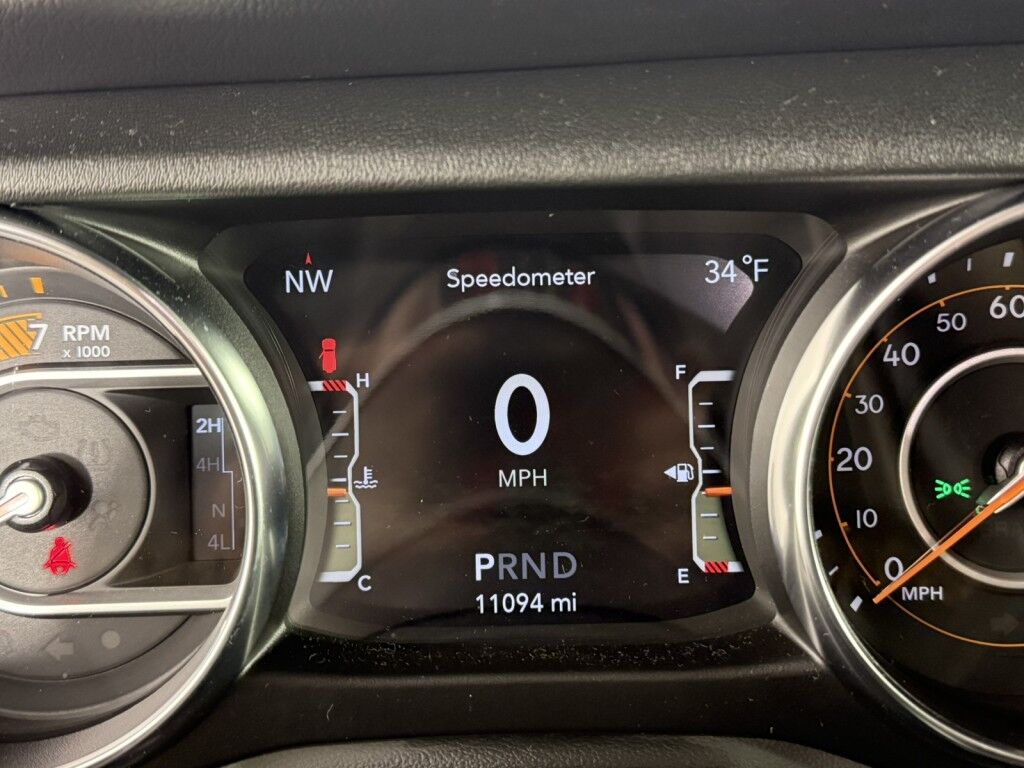 NW
Speedometer
34°F
7
RPM
x 1000
H
F
0
MPH
2H
4H
N
4L
C
E
PRND
11094 mi
60
50
40
30
20
10
0
MPH